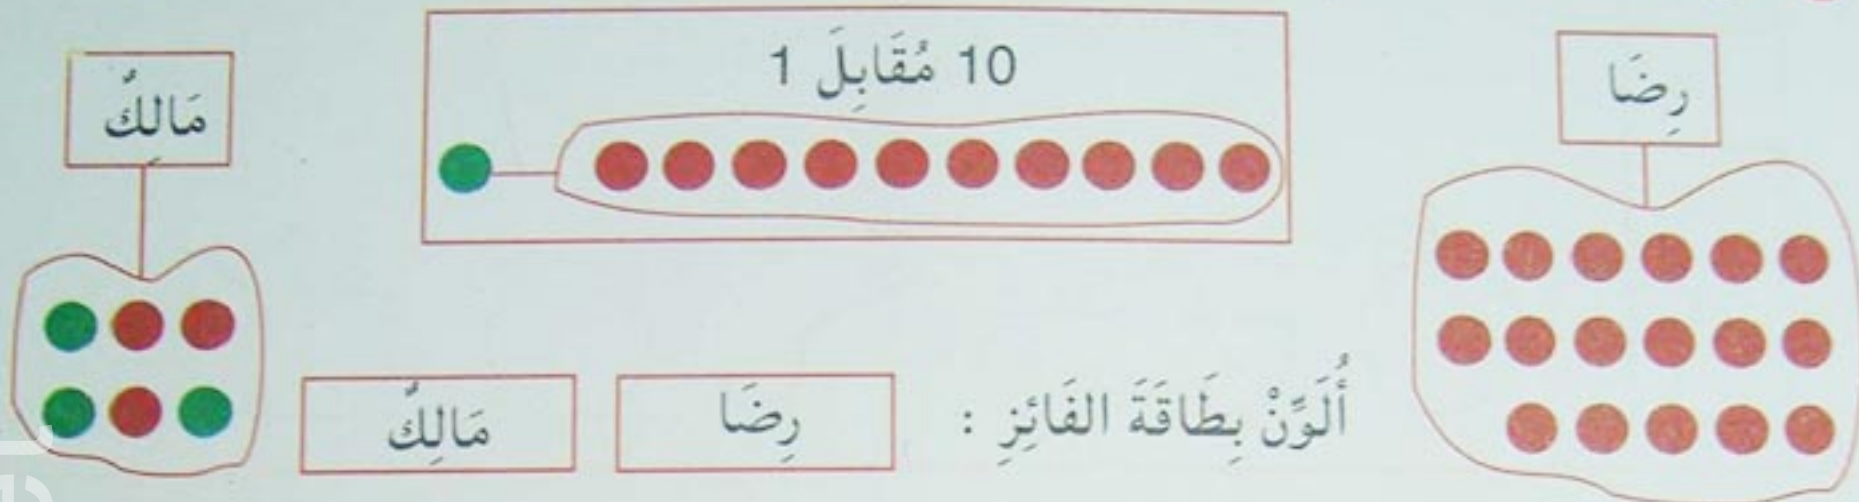 رِضَا
10 مُقَابِلَ 1
مَالِكٌ
أُلَوِّنُ بِطَاقَةَ الفَائِزِ :
رِضَا
مَالِكٌ